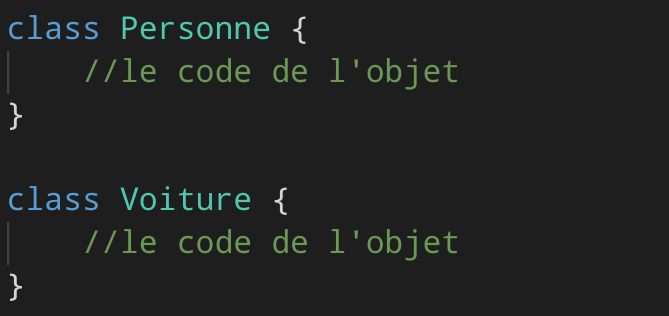 class Personne {
    //le code de l'objet
}

class Voiture {
    //le code de l'objet
}